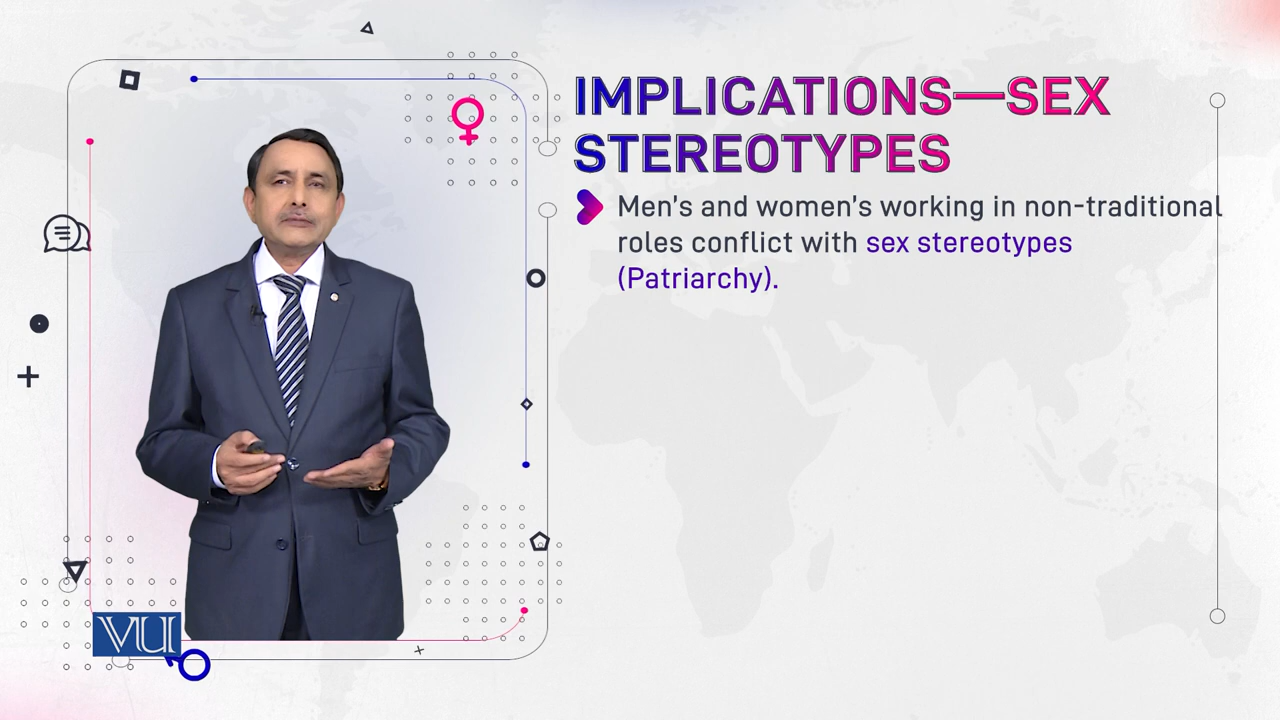 IMPLICATIONS—SEX
STEREOTYPES
Men's and women's working in non-traditional
roles conflict with sex stereotypes
(Patriarchy).
VU